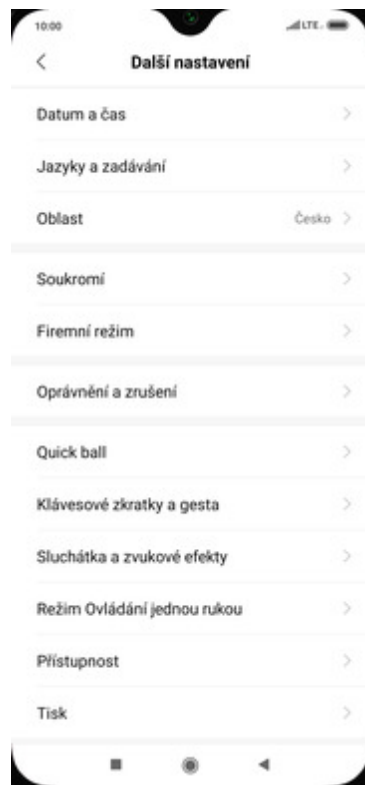 10:00
LTE
Další nastavení
Datum a čas
Jazyky a zadávání
Oblast
Česko
Soukromí
Firemní režim
Oprávnění a zrušení
Quick ball
Klávesové zkratky a gesta
Sluchátka a zvukové efekty
Režim Ovládání jednou rukou
Přístupnost
Tisk